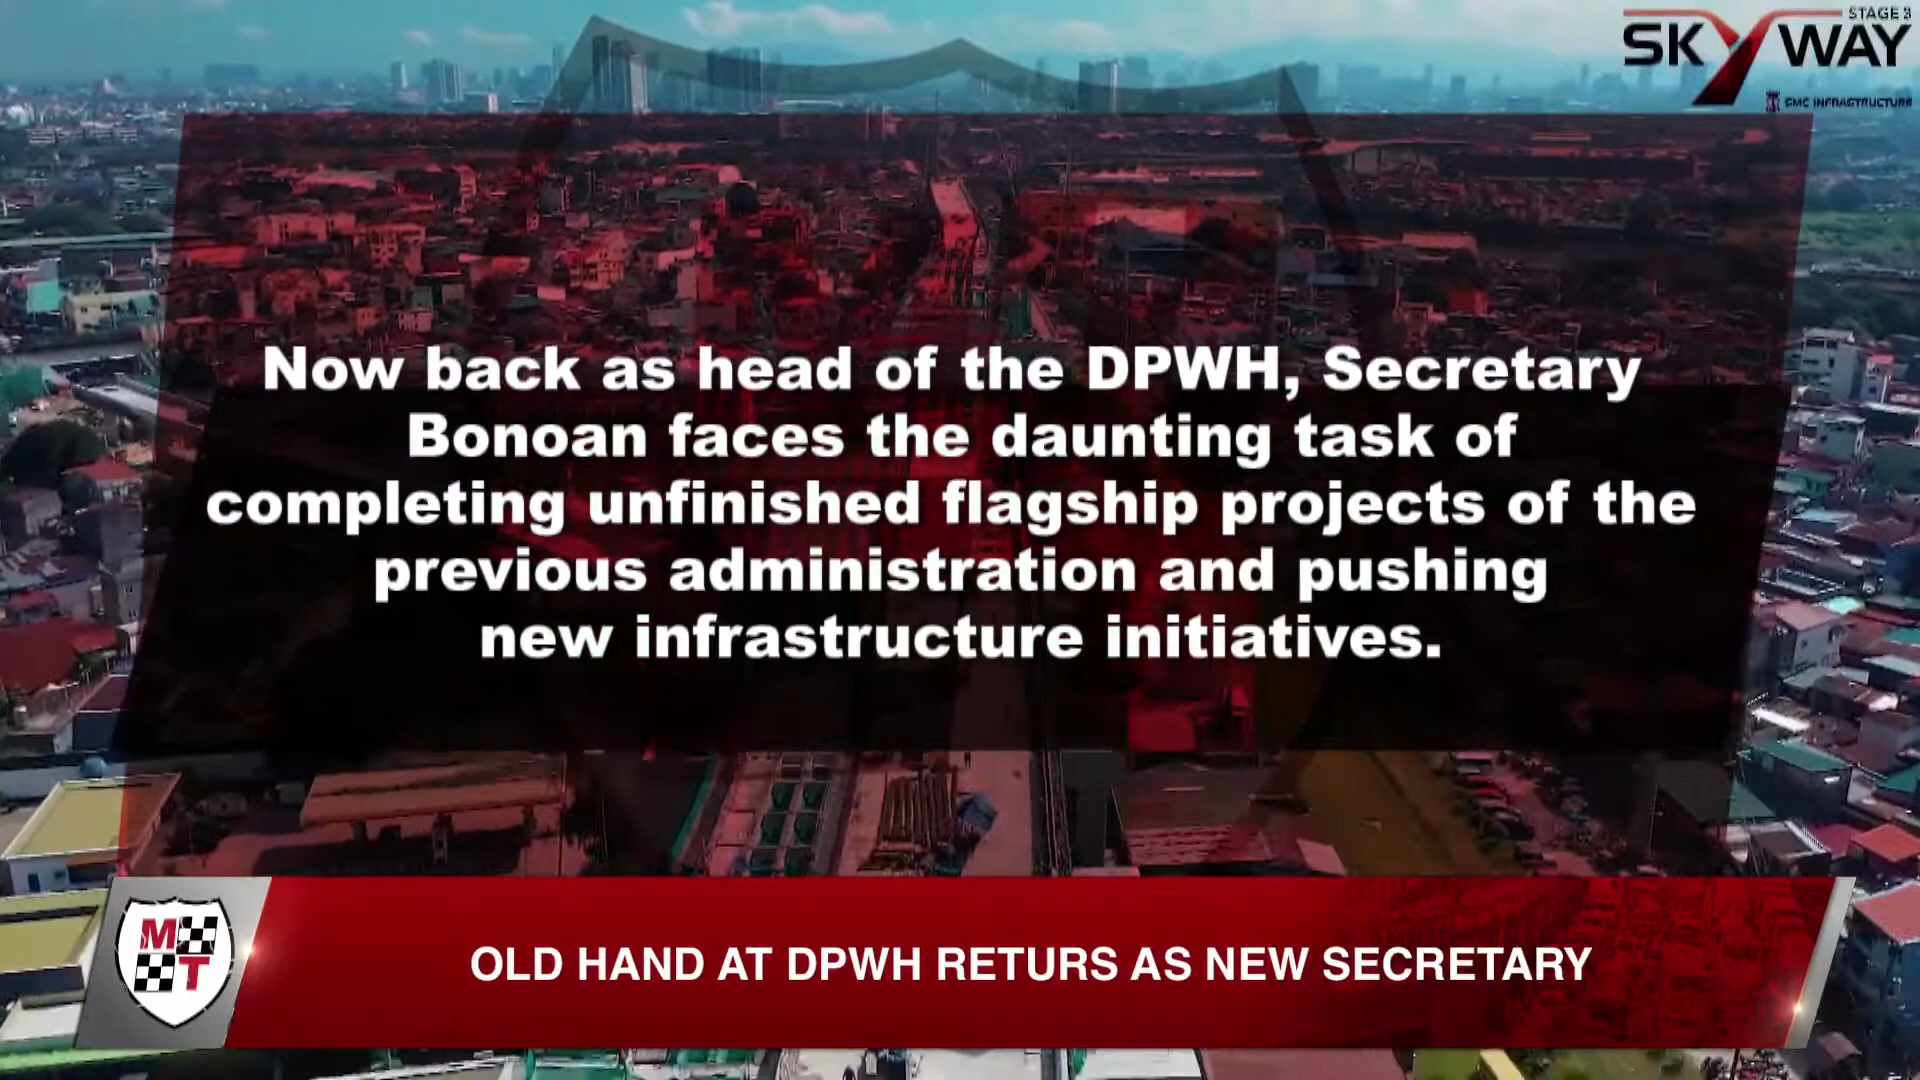 STAGE 3
SKYWAY
SMC INFRASTRUCTURE
Now back as head of the DPWH, Secretary
Bonoan faces the daunting task of
completing unfinished flagship projects of the
previous administration and pushing
new infrastructure initiatives.
M
T
OLD HAND AT DPWH RETURS AS NEW SECRETARY